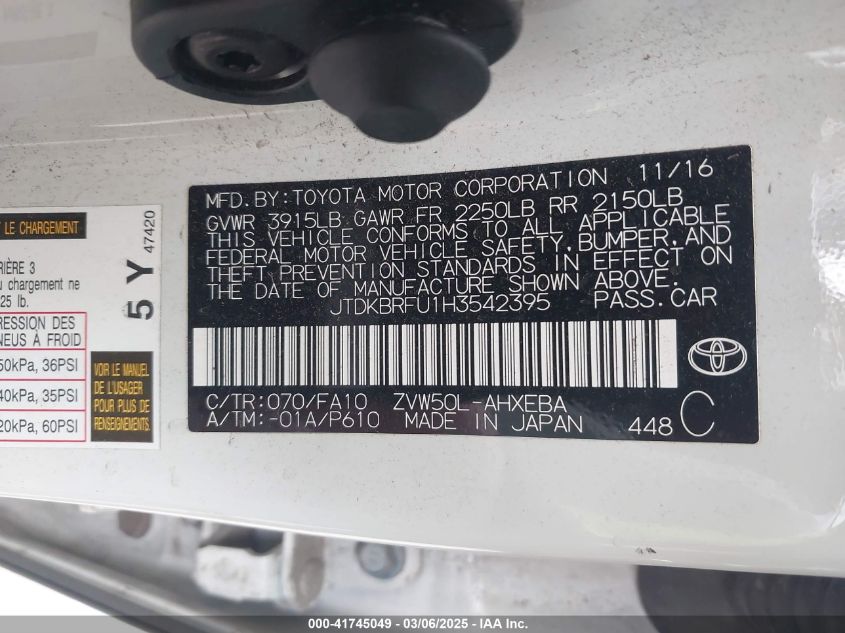 MFD. BY: TOYOTA MOTOR CORPORATION 11/16
GVWR 3915LB GAWR FR 2250LB RR 2150LB
THIS VEHICLE CONFORMS TO ALL APPLICABLE
FEDERAL MOTOR VEHICLE SAFETY, BUMPER, AND
THEFT PREVENTION STANDARDS IN EFFECT ON
THE DATE OF MANUFACTURE SHOWN ABOVE.
JTDKBRFU1H3542395 PASS.CAR
C/TR: 070/FA10 ZVW50L-AHXEBA
A/TM: -01A/P610 MADE IN JAPAN 448 C
LE CHARGEMENT
5 Y 47420
RIÈRE 3
u chargement ne
25 lb.
RESSION DES
NEUS À FROID
50kPa, 36PSI
40kPa, 35PSI
20kPa, 60PSI
VOIR LE MANUEL
DE L'USAGER
POUR PLUS DE
RENSEIGNEMENTS.
000-41745049 - 03/06/2025 - IAA Inc.